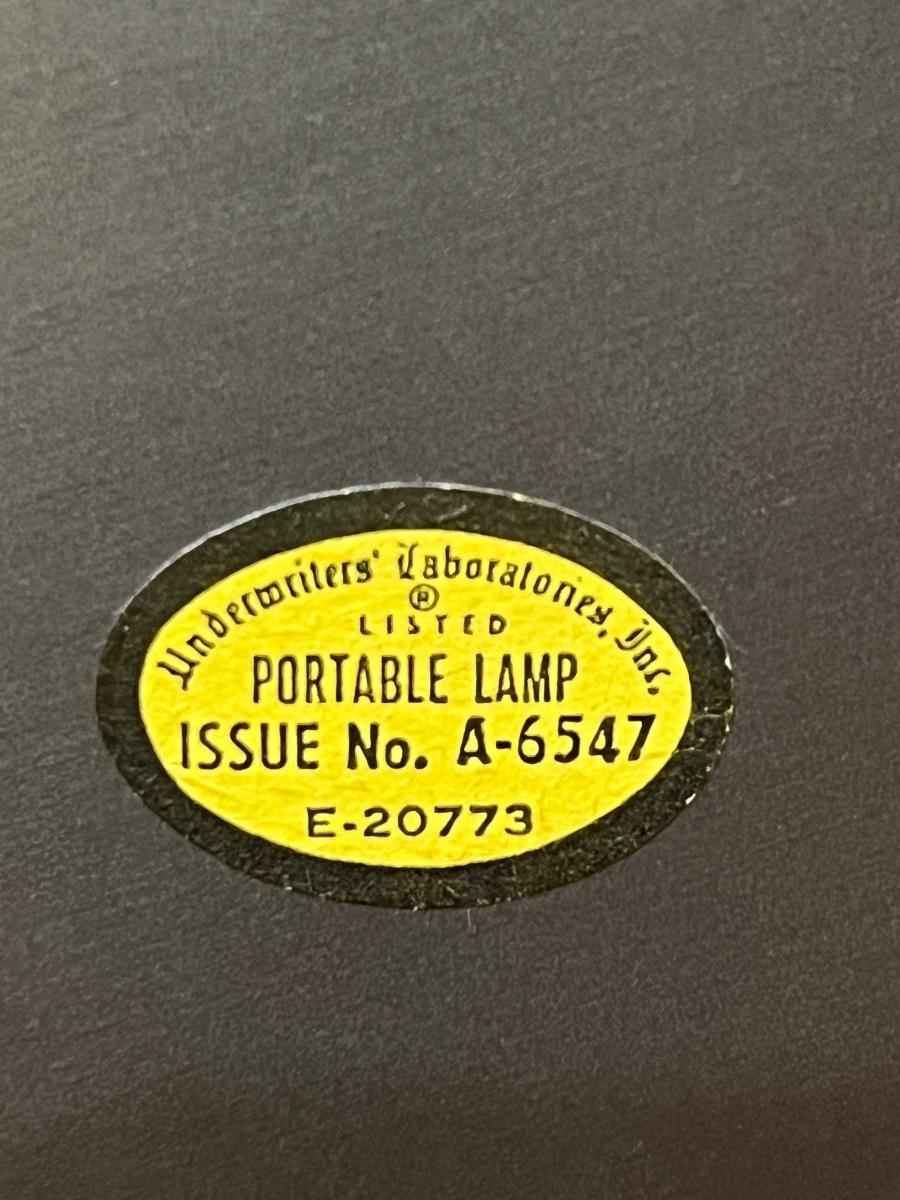 Underwriters' Laboratories, Inc.
®
LISTED
PORTABLE LAMP
ISSUE No. A-6547
E-20773